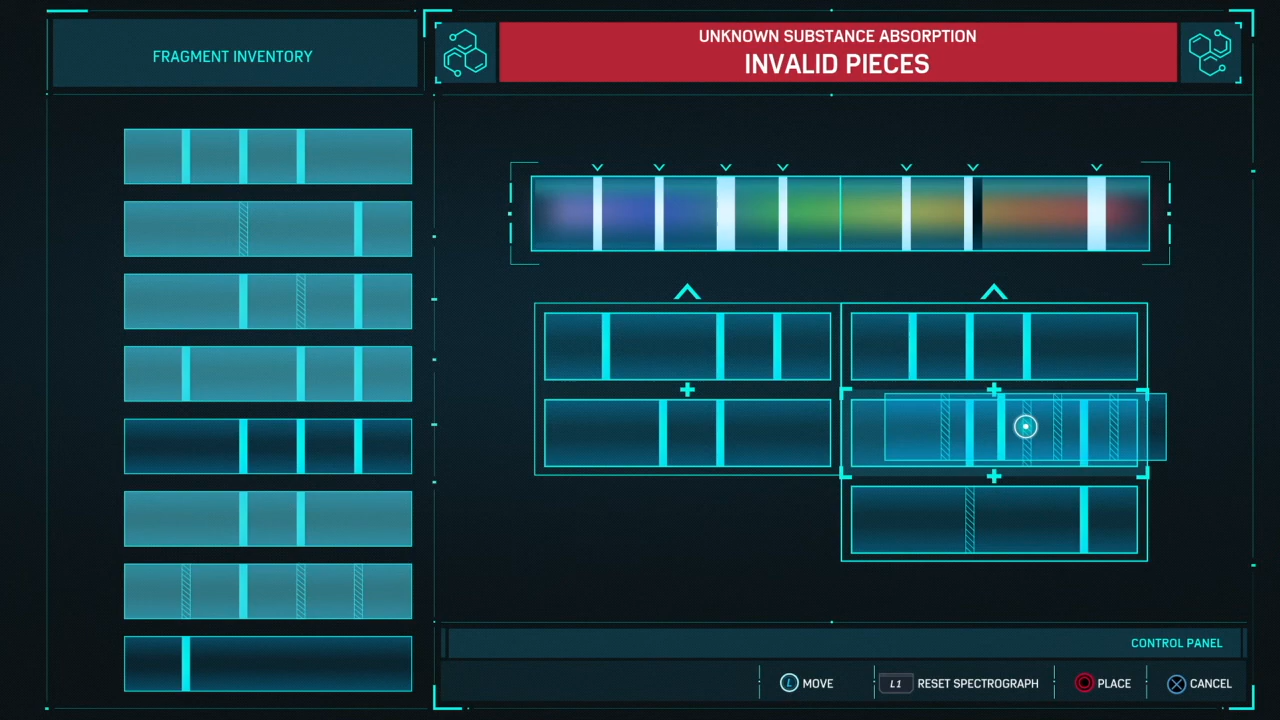 FRAGMENT INVENTORY
UNKNOWN SUBSTANCE ABSORPTION
INVALID PIECES
CONTROL PANEL
L MOVE
L1 RESET SPECTROGRAPH
PLACE
CANCEL